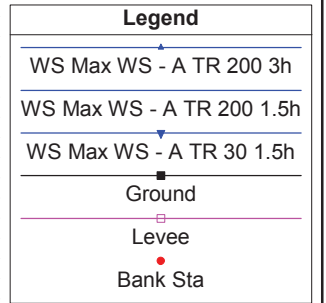 Legend
WS Max WS - A TR 200 3h
WS Max WS - A TR 200 1.5h
WS Max WS - A TR 30 1.5h
Ground
Levee
Bank Sta